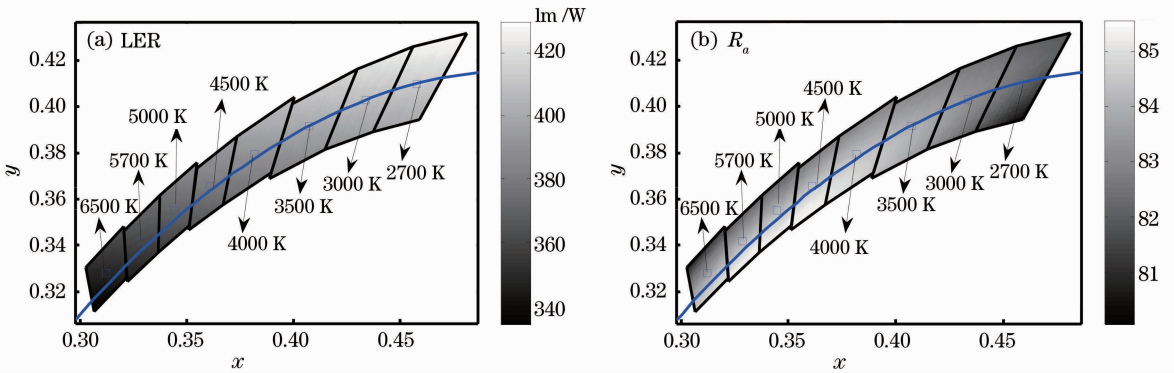 (a) LER
lm /W
0.42
0.40
0.38
0.36
0.34
0.32
y
0.30
0.35
0.40
0.45
x
4500 K
5000 K
5700 K
6500 K
4000 K
3500 K
3000 K
2700 K
420
400
380
360
340
(b) Ra
0.42
0.40
0.38
0.36
0.34
0.32
y
0.30
0.35
0.40
0.45
x
4500 K
5000 K
5700 K
6500 K
4000 K
3500 K
3000 K
2700 K
85
84
83
82
81